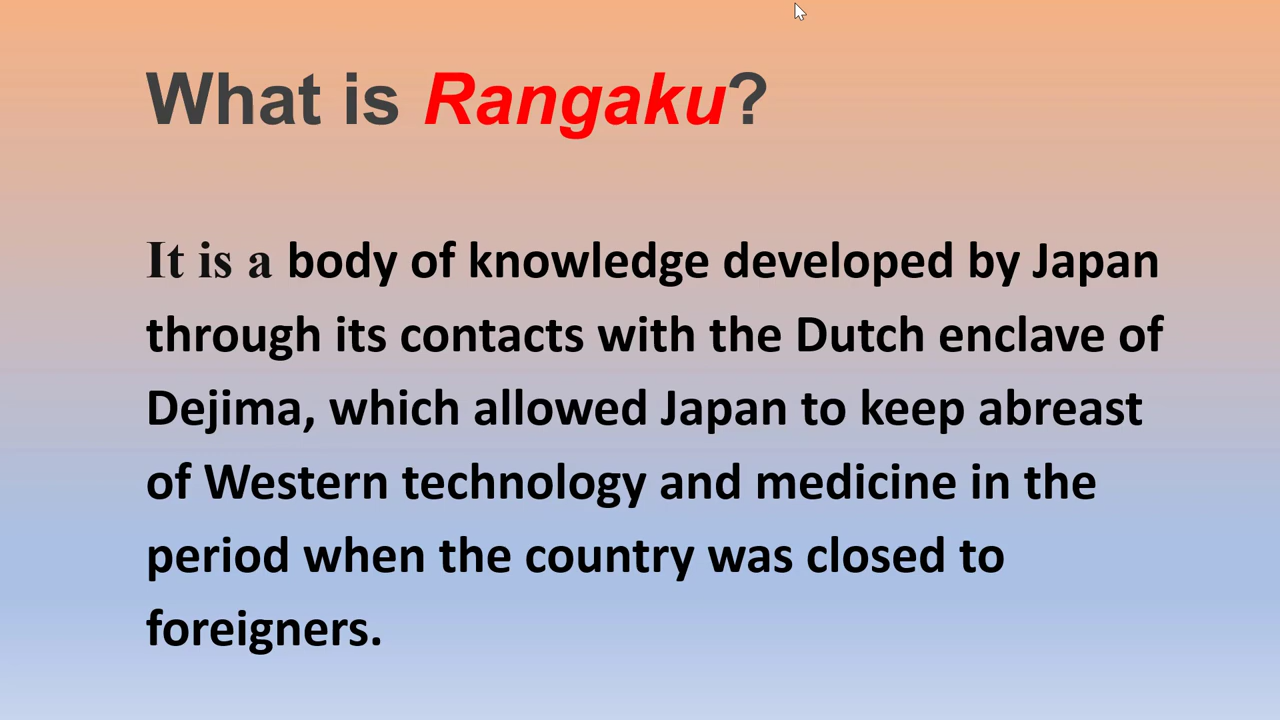 What is Rangaku?
It is a body of knowledge developed by Japan
through its contacts with the Dutch enclave of
Dejima, which allowed Japan to keep abreast
of Western technology and medicine in the
period when the country was closed to
foreigners.